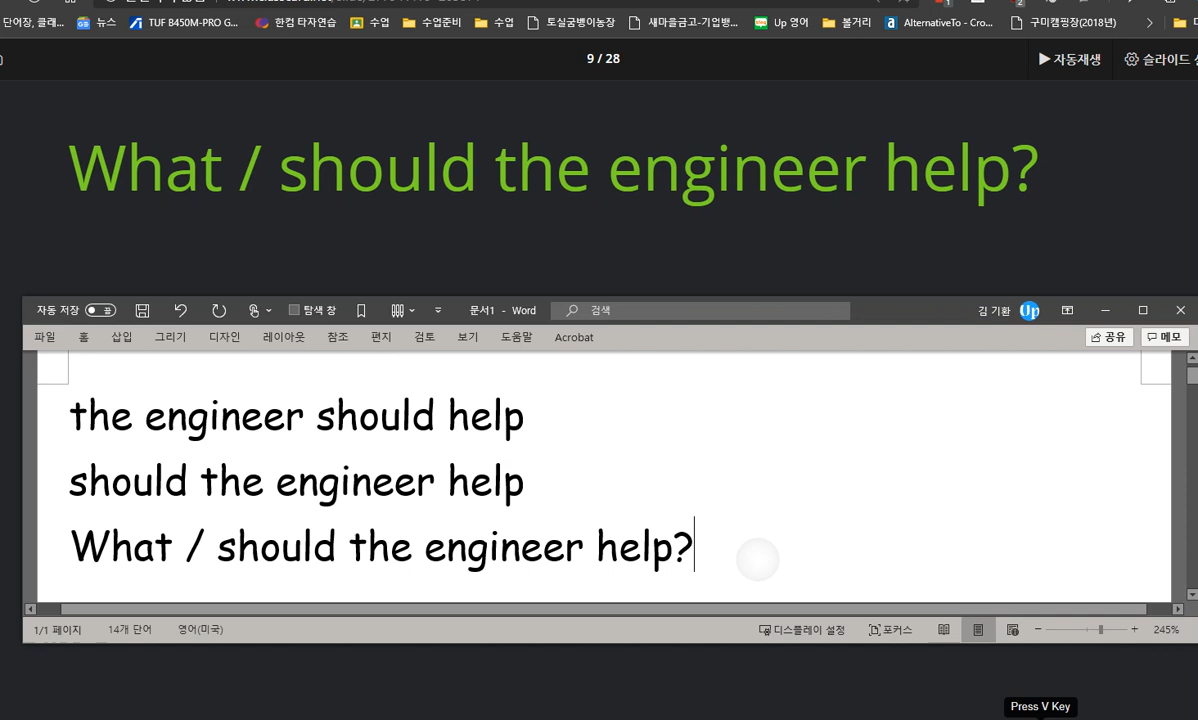 단어장, 클래... 뉴스 TUF B450M-PRO G... 한컴 타자연습 수업 수업준비 수업 토실굼벵이농장 새마을금고-기업뱅... Up 영어 볼거리 AlternativeTo - Cro... 구미캠핑장(2018년)
9 / 28
자동재생
슬라이드
What / should the engineer help?
자동 저장 탐색 창 문서1 - Word 검색 김 기환 Up
파일 홈 삽입 그리기 디자인 레이아웃 참조 편지 검토 보기 도움말 Acrobat 공유 메모
the engineer should help
should the engineer help
What / should the engineer help?
1/1 페이지 14개 단어 영어(미국) 디스플레이 설정 포커스 245%
Press V Key